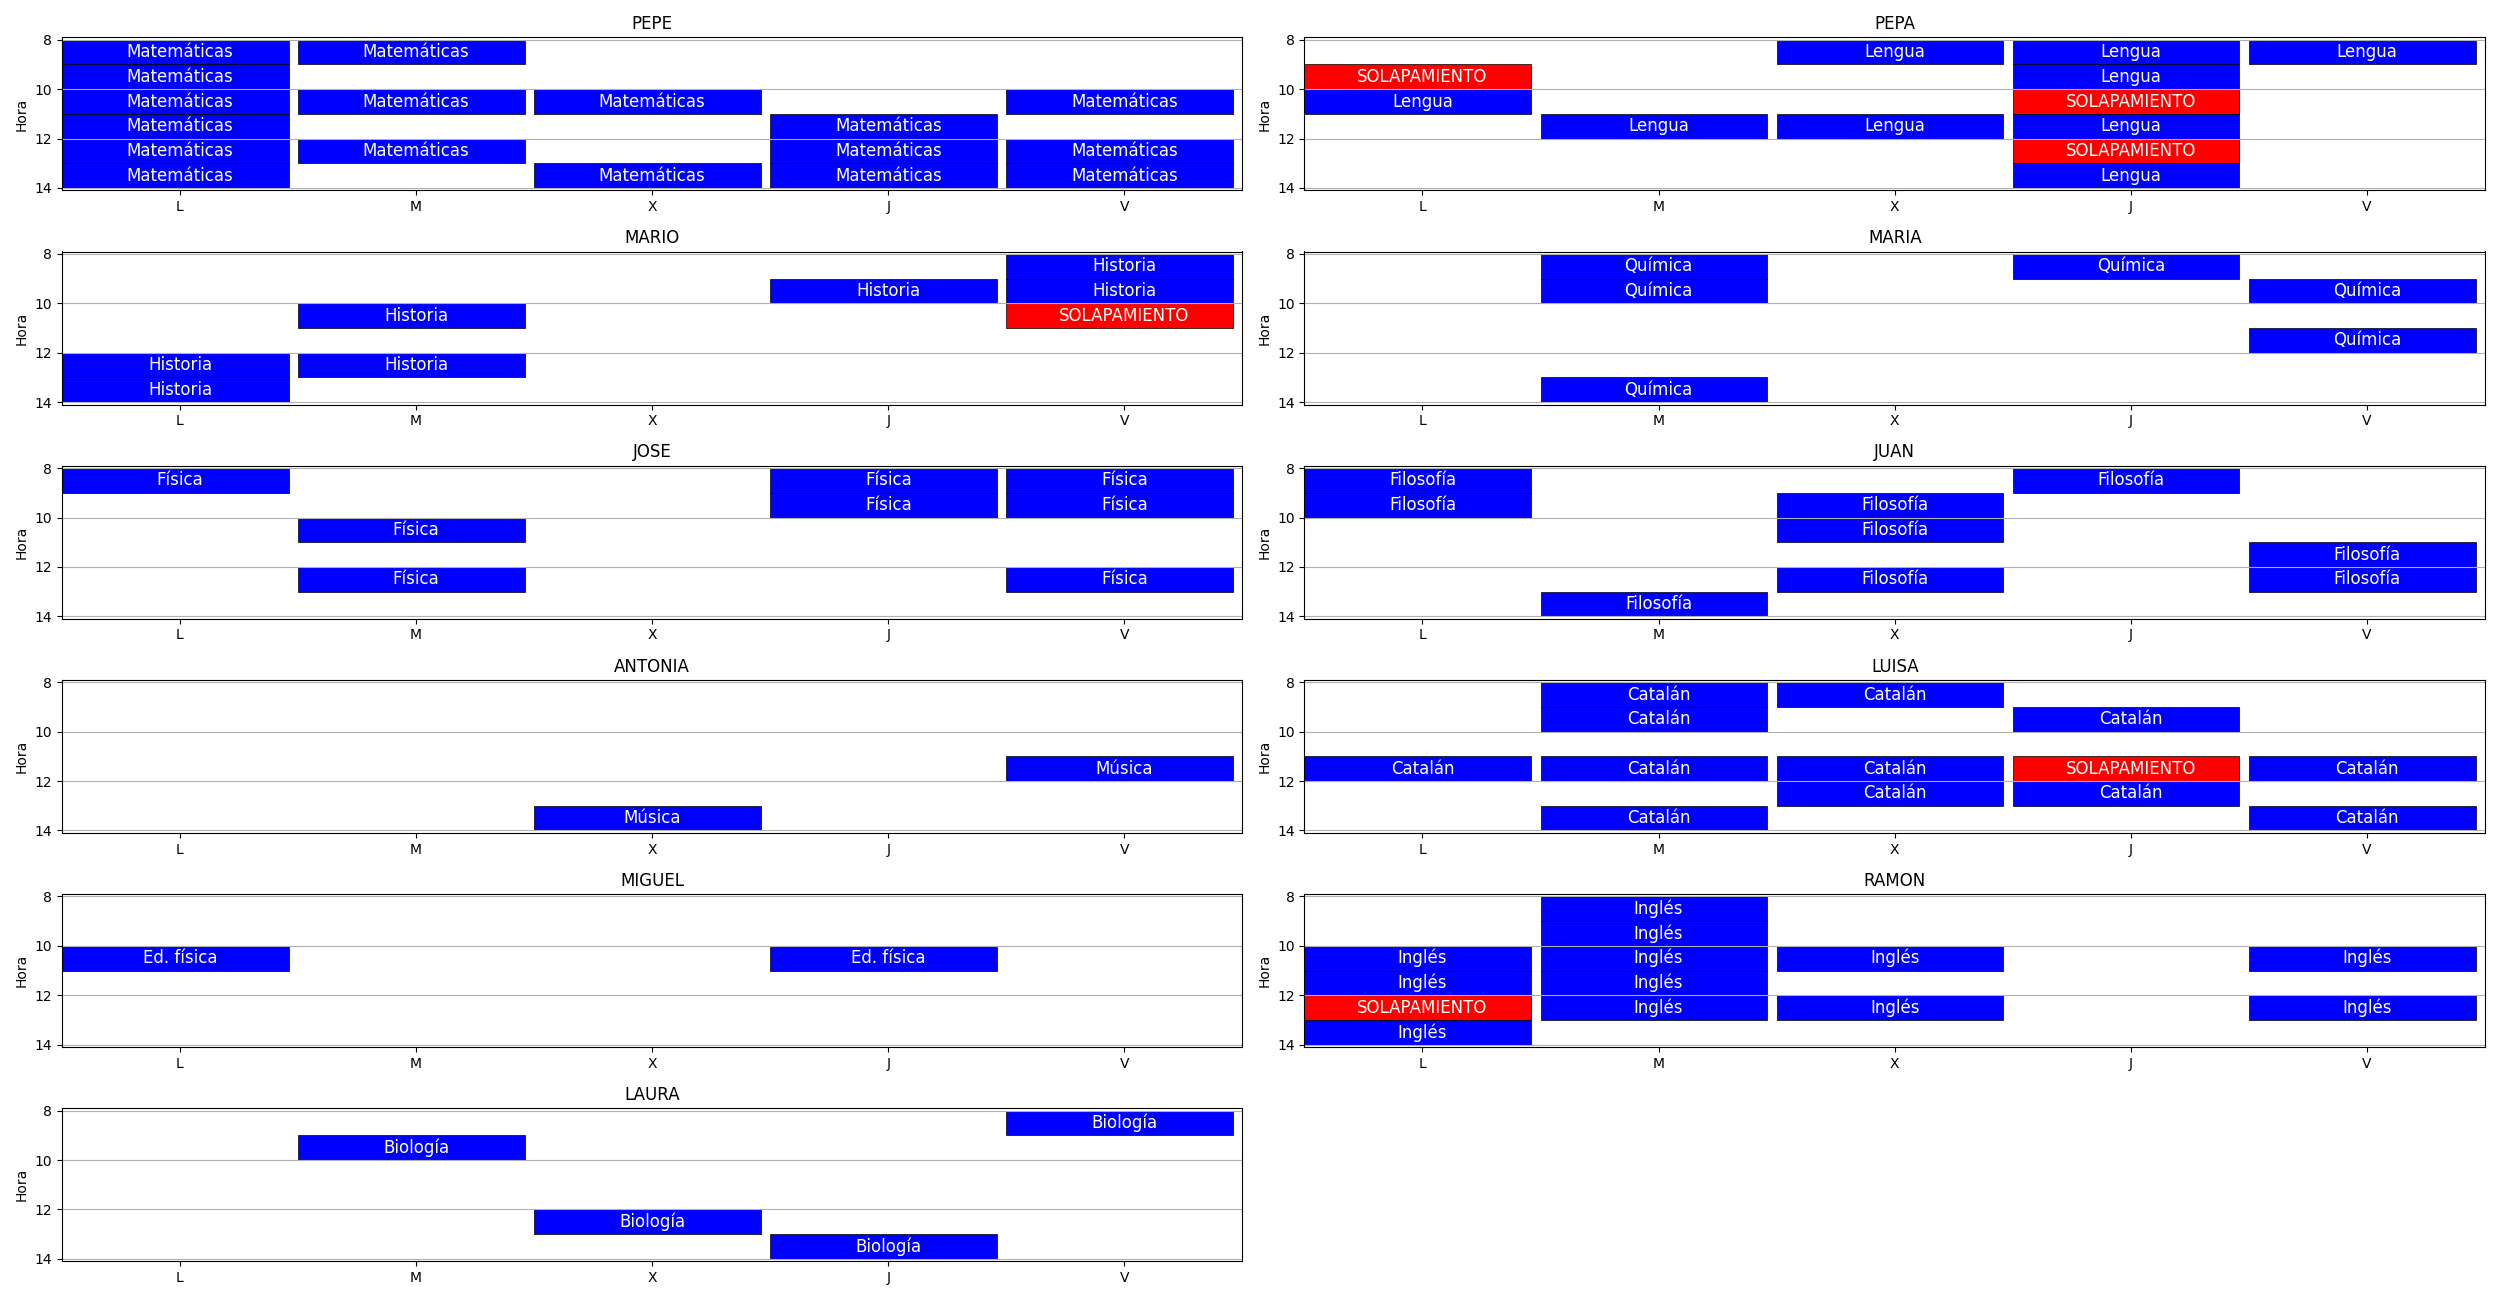 PEPE
8 Matemáticas Matemáticas
Matemáticas
10 Matemáticas Matemáticas Matemáticas Matemáticas
Hora
Matemáticas Matemáticas
12 Matemáticas Matemáticas Matemáticas Matemáticas
Matemáticas Matemáticas Matemáticas Matemáticas
14
L M X J V
PEPA
8 Lengua Lengua Lengua
SOLAPAMIENTO Lengua
10 Lengua SOLAPAMIENTO
Hora
Lengua Lengua Lengua
12 SOLAPAMIENTO
Lengua
14
L M X J V
MARIO
8 Historia
Historia Historia
10 Historia SOLAPAMIENTO
Hora
12 Historia Historia
Historia
14
L M X J V
MARIA
8 Química Química
Química Química
10
Hora
Química
12
Química
14
L M X J V
JOSE
8 Física Física Física
Física Física
10 Física
Hora
12 Física Física
14
L M X J V
JUAN
8 Filosofía Filosofía
Filosofía Filosofía
10 Filosofía
Hora
Filosofía
12 Filosofía Filosofía
Filosofía
14
L M X J V
ANTONIA
8
10
Hora
Música
12
Música
14
L M X J V
LUISA
8 Catalán Catalán
Catalán Catalán
10
Hora
Catalán Catalán Catalán SOLAPAMIENTO Catalán
12 Catalán Catalán
Catalán Catalán
14
L M X J V
MIGUEL
8
10 Ed. física Ed. física
Hora
12
14
L M X J V
RAMON
8 Inglés
Inglés
10 Inglés Inglés Inglés Inglés
Hora
Inglés Inglés
12 SOLAPAMIENTO Inglés Inglés Inglés
Inglés
14
L M X J V
LAURA
8 Biología
Biología
10
Hora
12 Biología
Biología
14
L M X J V